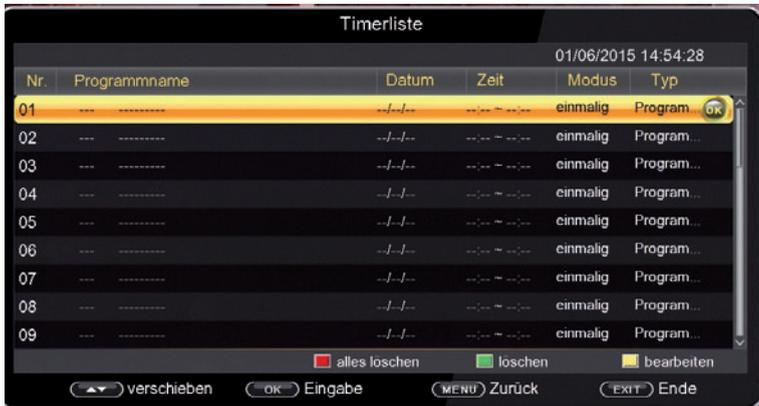 Timerliste
01/06/2015 14:54:28
Nr. Programmname Datum Zeit Modus Typ
01 --- --------- --/--/-- --:-- ~ --:-- einmalig Program... OK
02 --- --------- --/--/-- --:-- ~ --:-- einmalig Program...
03 --- --------- --/--/-- --:-- ~ --:-- einmalig Program...
04 --- --------- --/--/-- --:-- ~ --:-- einmalig Program...
05 --- --------- --/--/-- --:-- ~ --:-- einmalig Program...
06 --- --------- --/--/-- --:-- ~ --:-- einmalig Program...
07 --- --------- --/--/-- --:-- ~ --:-- einmalig Program...
08 --- --------- --/--/-- --:-- ~ --:-- einmalig Program...
09 --- --------- --/--/-- --:-- ~ --:-- einmalig Program...
alles löschen löschen bearbeiten
verschieben OK Eingabe MENU Zurück EXIT Ende